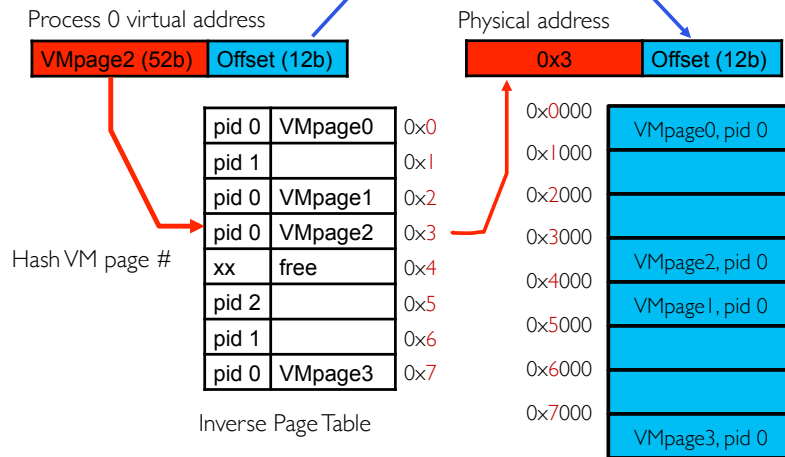 Process 0 virtual address
Physical address
VMpage2 (52b) Offset (12b)
0x3 Offset (12b)
pid 0 VMpage0 0x0
pid 1 0x1
pid 0 VMpage1 0x2
pid 0 VMpage2 0x3
xx free 0x4
pid 2 0x5
pid 1 0x6
pid 0 VMpage3 0x7
Hash VM page #
Inverse Page Table
0x0000
VMpage0, pid 0
0x1000
0x2000
0x3000
VMpage2, pid 0
0x4000
VMpage1, pid 0
0x5000
0x6000
0x7000
VMpage3, pid 0